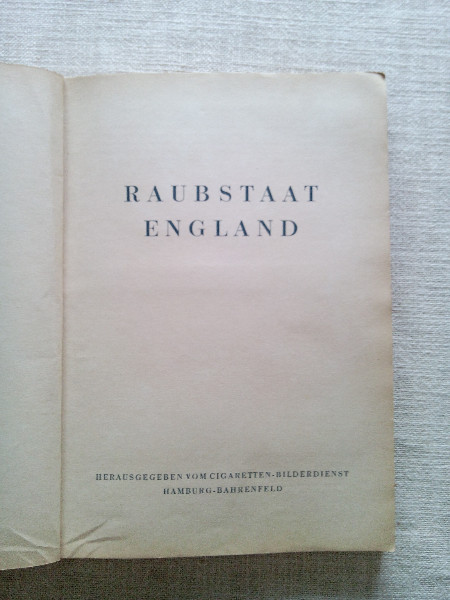 RAUBSTAAT
ENGLAND
HERAUSGEGEBEN VOM CIGARETTEN-BILDERDIENST
HAMBURG-BAHRENFELD